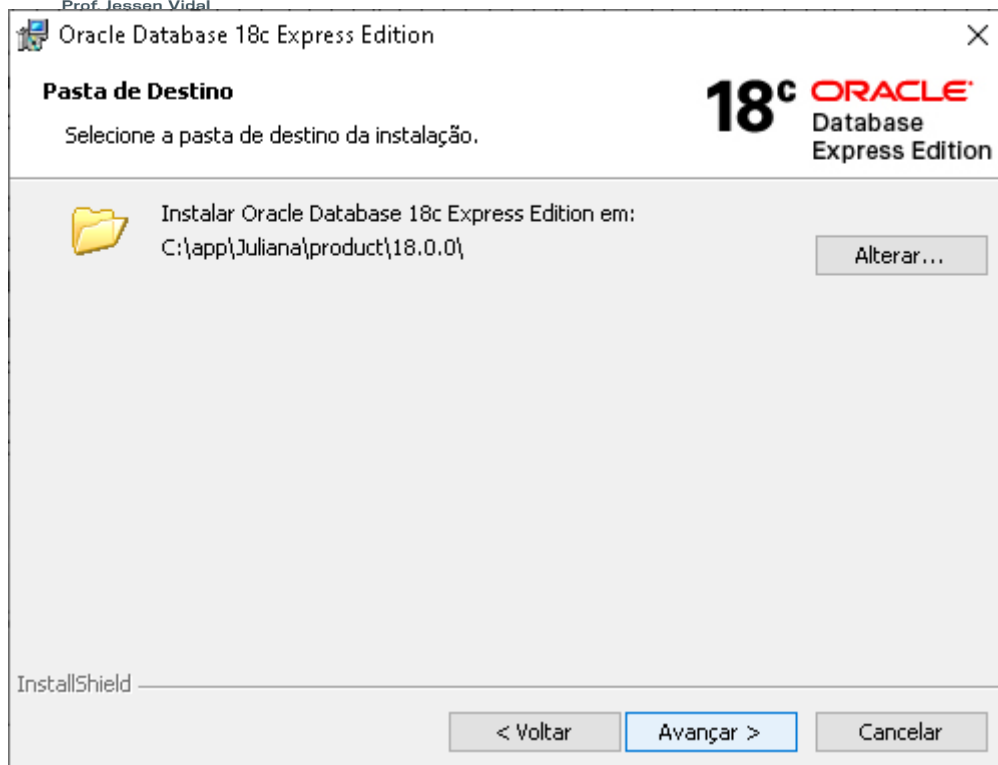 Prof. Jessen Vidal
Oracle Database 18c Express Edition
Pasta de Destino
Selecione a pasta de destino da instalação.
18c ORACLE
Database
Express Edition
Instalar Oracle Database 18c Express Edition em:
C:\app\Juliana\product\18.0.0\
Alterar...
InstallShield
< Voltar
Avançar >
Cancelar